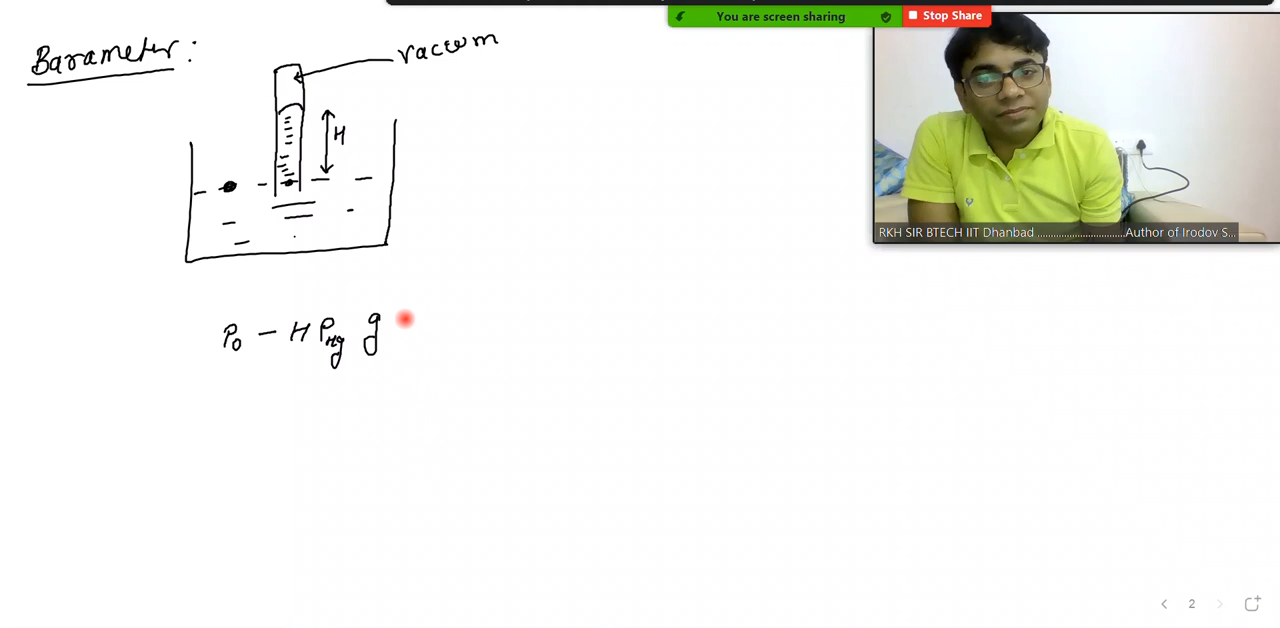 You are screen sharing
Stop Share
Barameter:
vacuum
H
P₀ - H ρHg g
RKH SIR BTECH IIT Dhanbad ..............................Author of Irodov S...
2